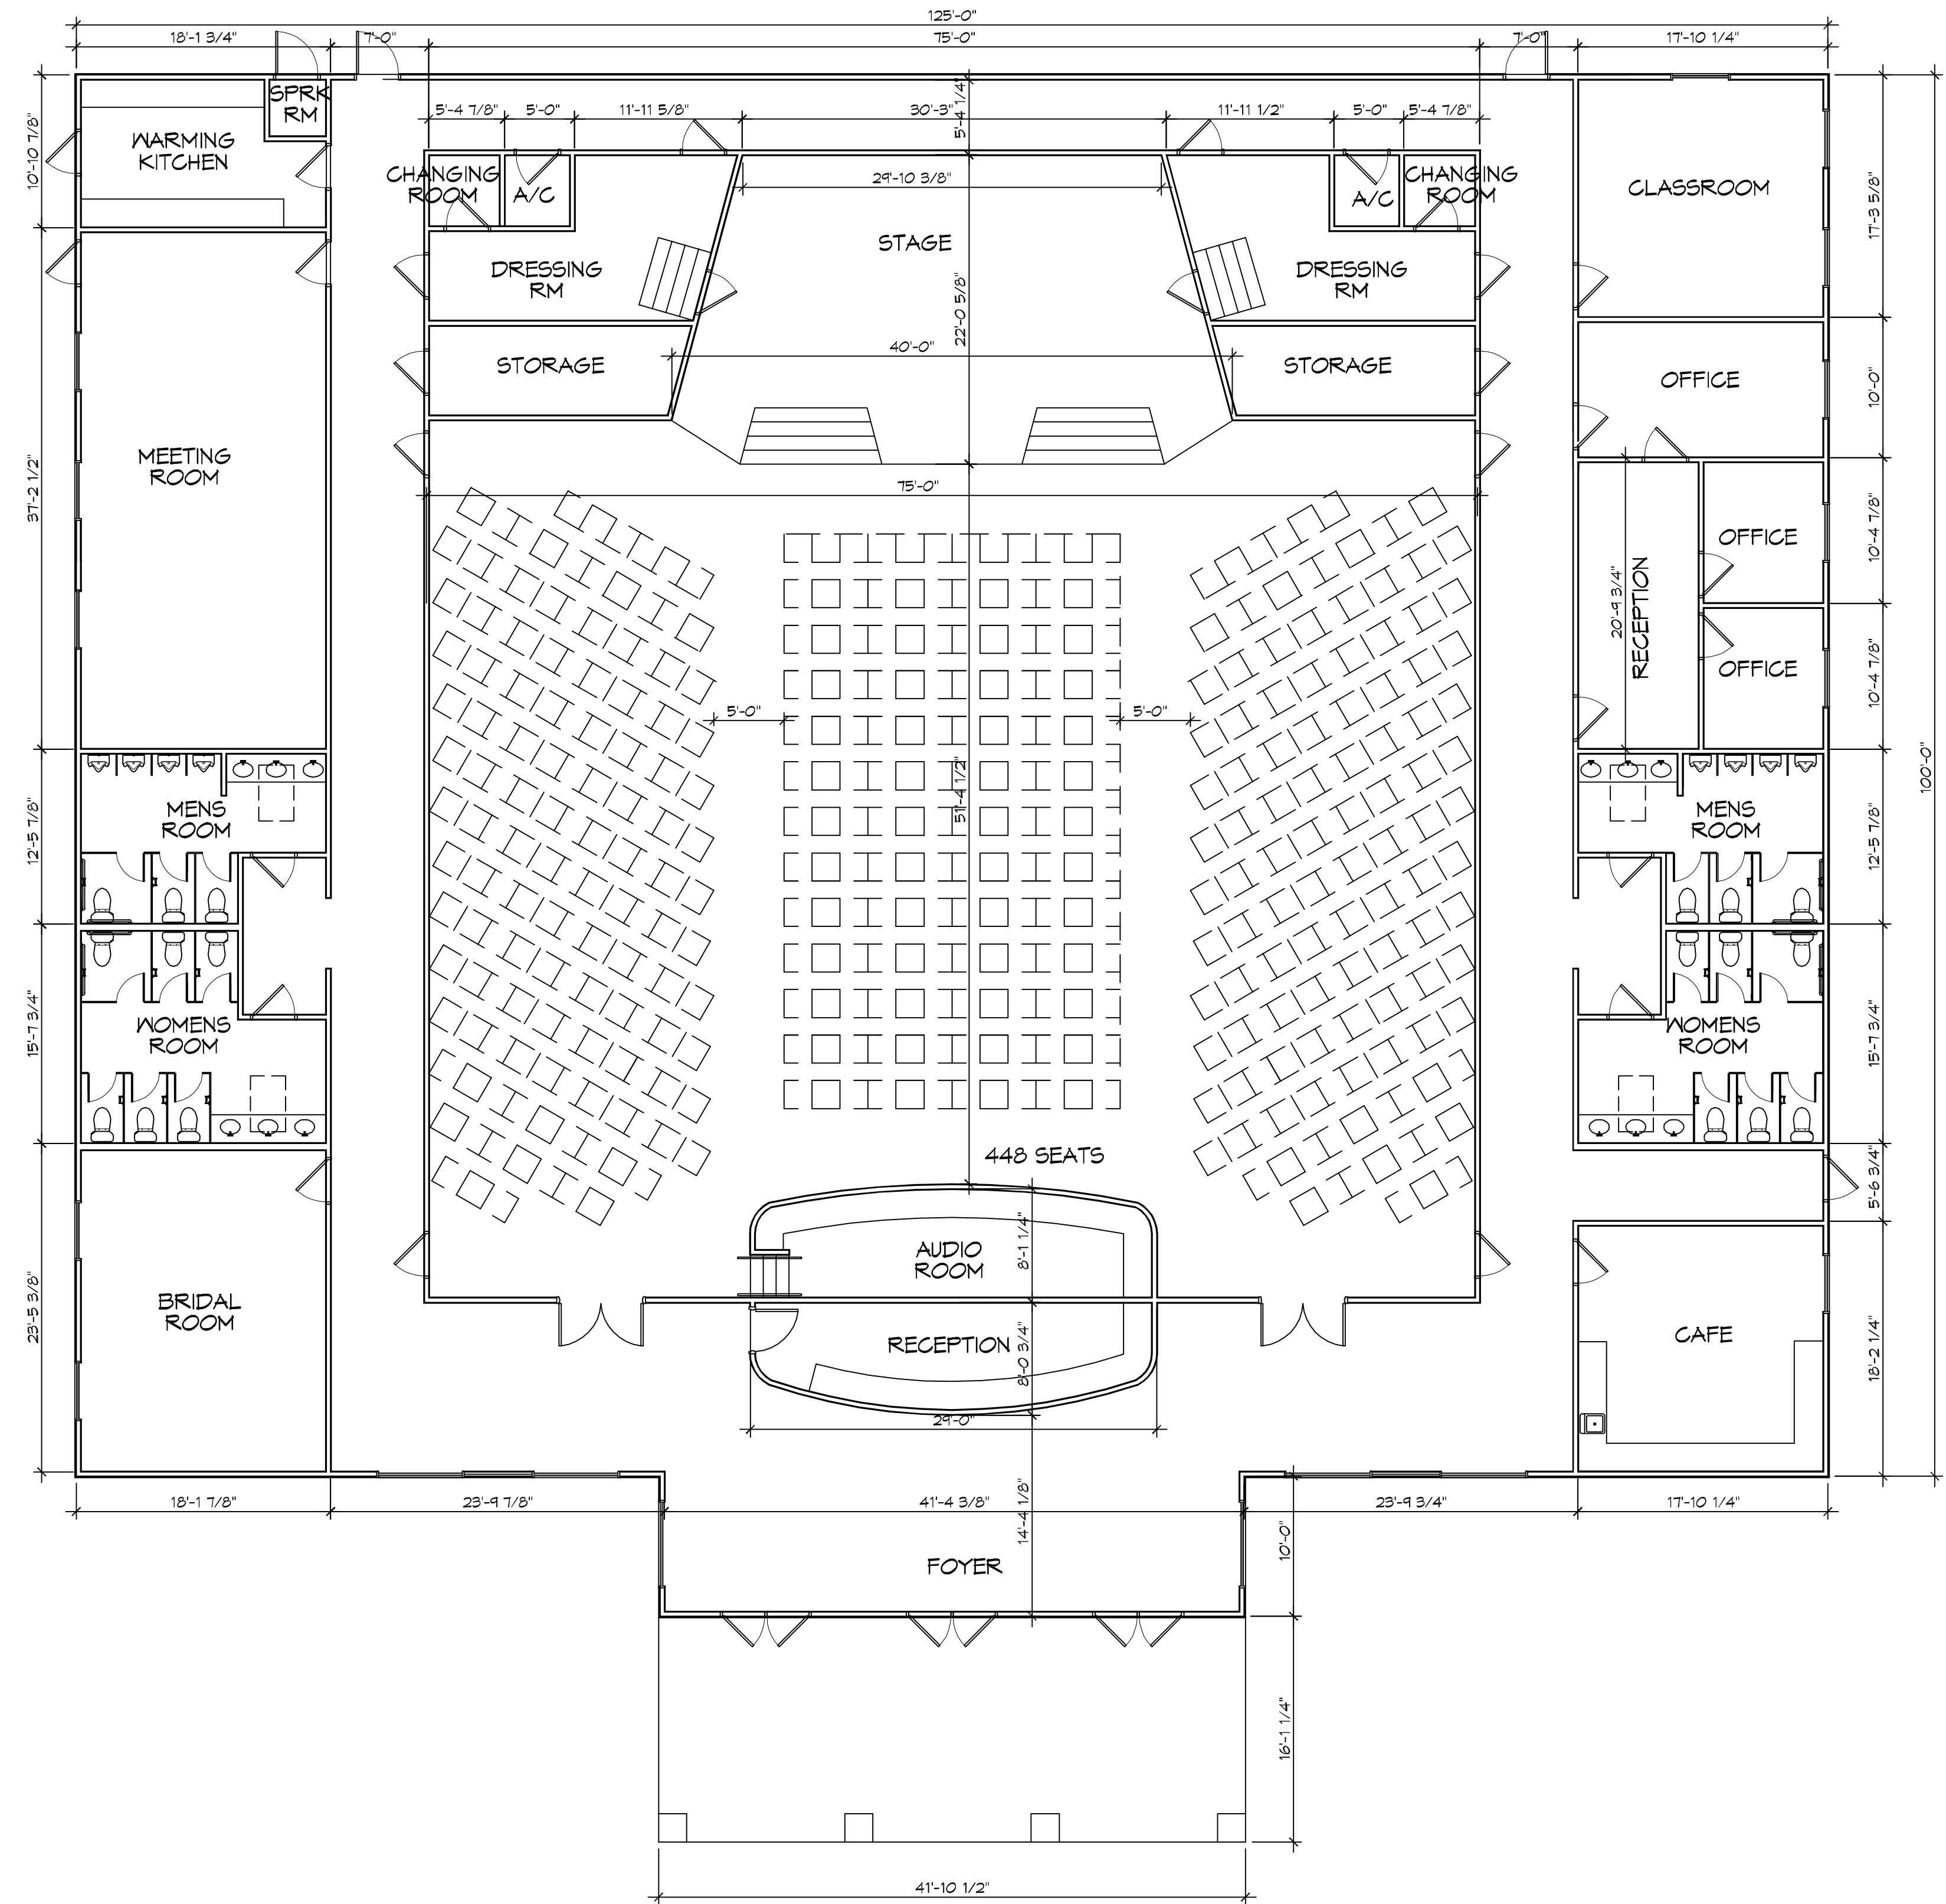 125'-0"
18'-1 3/4"
7'-0"
75'-0"
7'-0"
17'-10 1/4"
SPRK
RM
5'-4 7/8"
5'-0"
11'-11 5/8"
30'-3"
5'-4 1/4"
11'-11 1/2"
5'-0"
5'-4 7/8"
10'-10 7/8"
WARMING
KITCHEN
CHANGING
ROOM
A/C
29'-10 3/8"
A/C
CHANGING
ROOM
CLASSROOM
17'-3 5/8"
STAGE
DRESSING
RM
22'-0 5/8"
DRESSING
RM
STORAGE
40'-0"
STORAGE
OFFICE
10'-0"
37'-2 1/2"
MEETING
ROOM
75'-0"
OFFICE
10'-4 7/8"
20'-9 3/4"
RECEPTION
OFFICE
10'-4 7/8"
5'-0"
5'-0"
51'-4 1/2"
100'-0"
12'-5 7/8"
MENS
ROOM
MENS
ROOM
12'-5 7/8"
15'-7 3/4"
WOMENS
ROOM
WOMENS
ROOM
15'-7 3/4"
448 SEATS
5'-6 3/4"
AUDIO
ROOM
8'-1 1/4"
23'-5 3/8"
BRIDAL
ROOM
RECEPTION
8'-0 3/4"
CAFE
18'-2 1/4"
29'-0"
18'-1 7/8"
23'-9 7/8"
41'-4 3/8"
14'-4 1/8"
23'-9 3/4"
17'-10 1/4"
10'-0"
FOYER
16'-1 1/4"
41'-10 1/2"